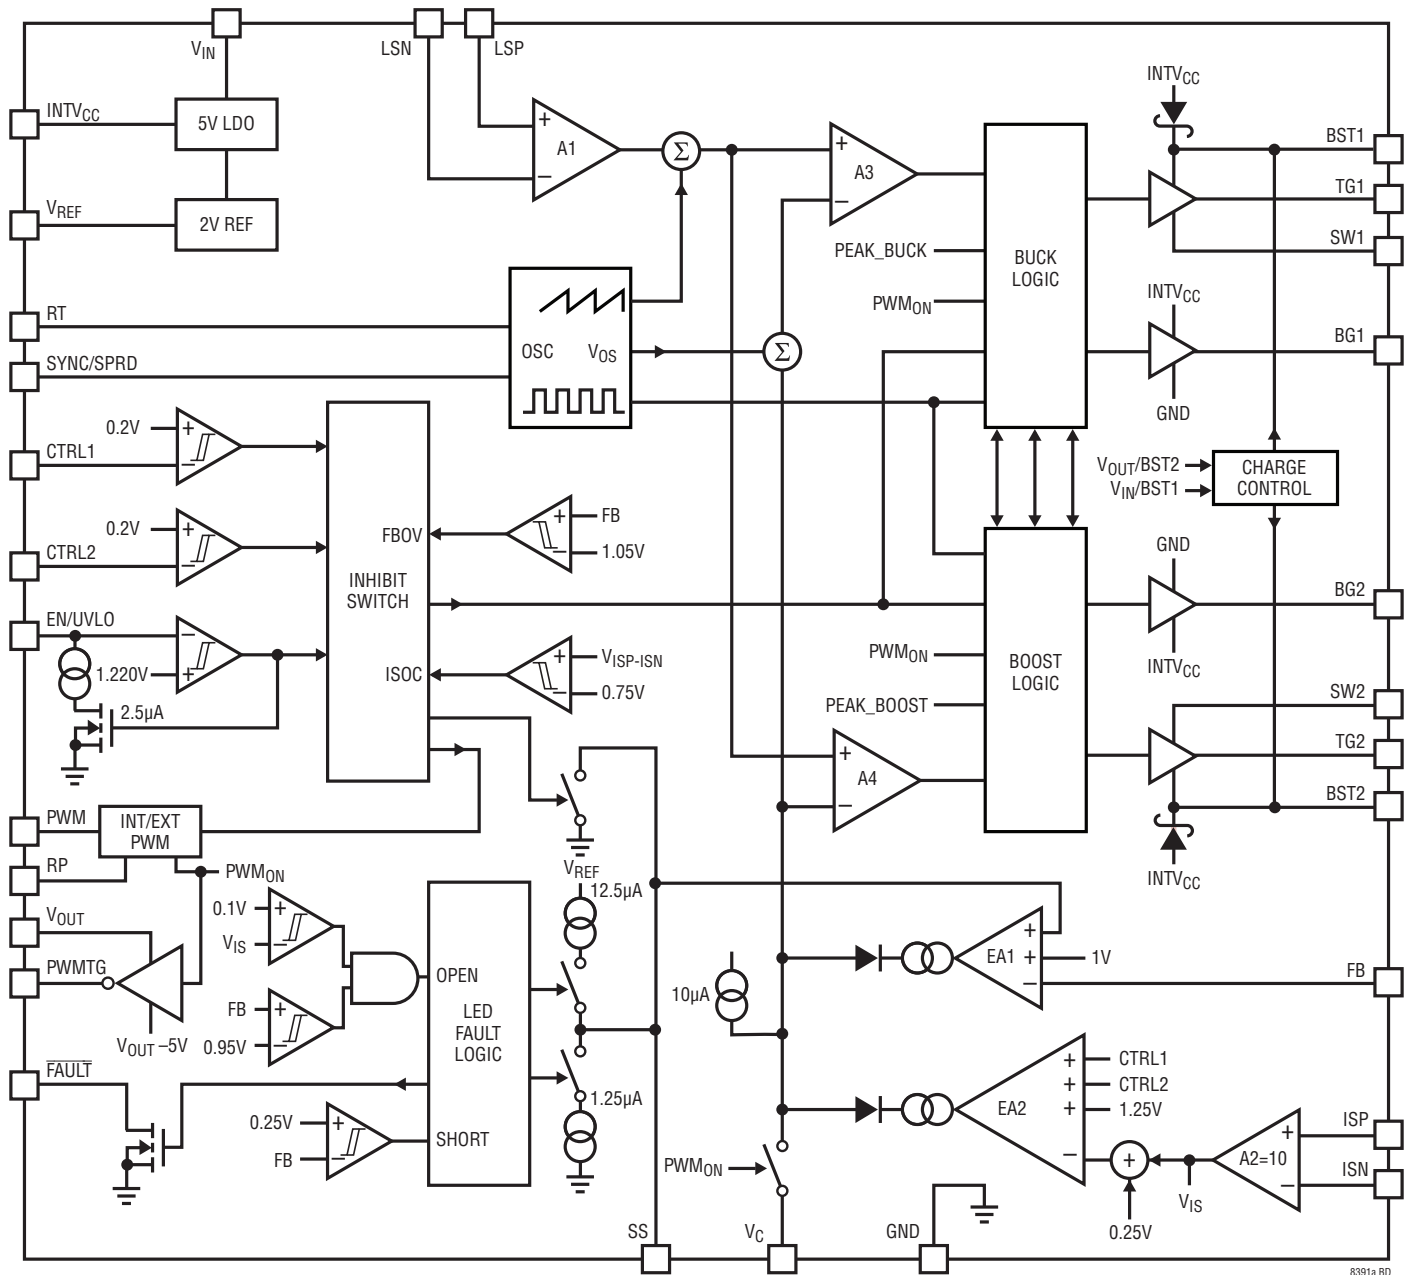 LSN
LSP
VIN
INTVCC
5V LDO
VREF
2V REF
A1
+
−
Σ
A3
+
−
PEAK_BUCK
PWMON
BUCK
LOGIC
INTVCC
BST1
TG1
SW1
INTVCC
BG1
GND
RT
SYNC/SPRD
OSC
VOS
Σ
0.2V
+
CTRL1
−
0.2V
+
CTRL2
−
EN/UVLO
−
1.220V
+
2.5µA
FBOV
INHIBIT
SWITCH
ISOC
+
FB
−
1.05V
+
VISP-ISN
−
0.75V
VOUT/BST2
VIN/BST1
CHARGE
CONTROL
GND
BG2
INTVCC
PWMON
BOOST
LOGIC
PEAK_BOOST
A4
+
−
SW2
TG2
BST2
INTVCC
PWM
INT/EXT
PWM
RP
PWMON
VOUT
PWMTG
VOUT –5V
FAULT
0.1V
+
VIS
−
FB
+
0.95V
−
OPEN
LED
FAULT
LOGIC
SHORT
0.25V
+
FB
−
VREF
12.5µA
1.25µA
10µA
EA1
+
+
1V
−
FB
EA2
+
CTRL1
+
CTRL2
+
1.25V
−
+
0.25V
VIS
A2=10
+
−
ISP
ISN
PWMON
SS
VC
GND
8391a BD